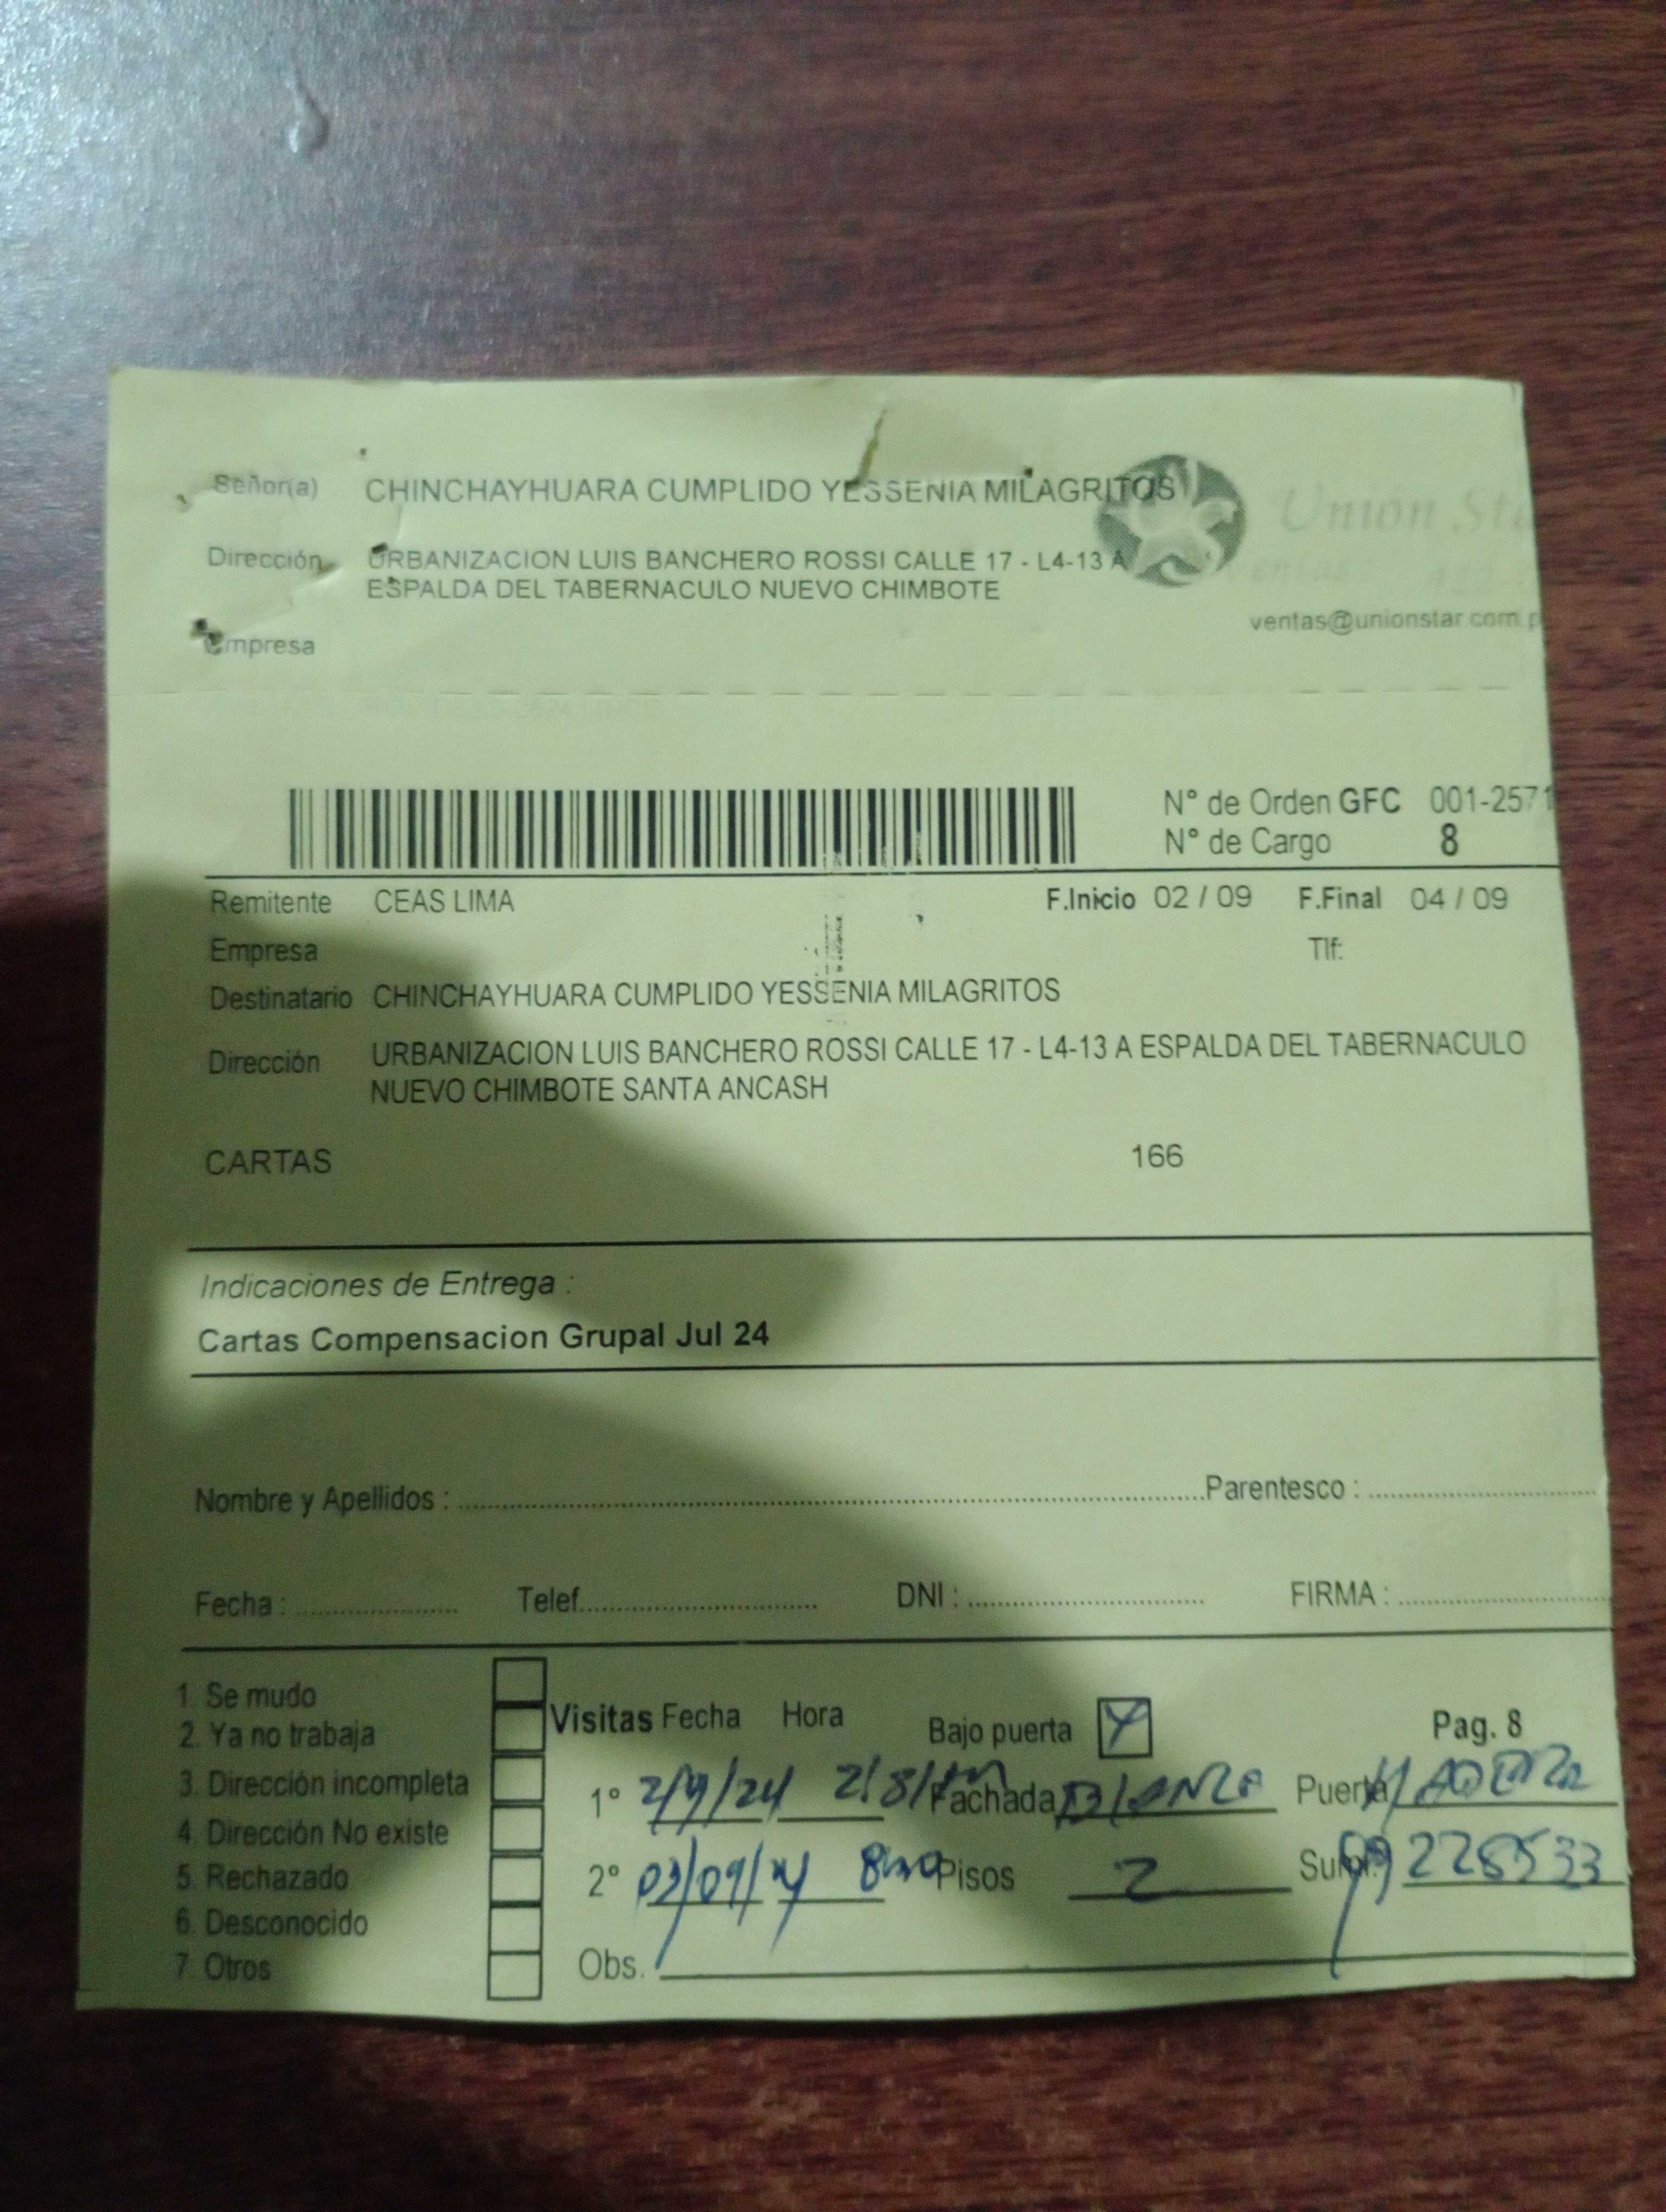 Señor(a) CHINCHAYHUARA CUMPLIDO YESSENIA MILAGRITOS
Unión Sta
Dirección URBANIZACION LUIS BANCHERO ROSSI CALLE 17 - L4-13 A
ESPALDA DEL TABERNACULO NUEVO CHIMBOTE
ventas@unionstar.com.p
Empresa
N° de Orden GFC 001-2571
N° de Cargo 8
Remitente CEAS LIMA F.Inicio 02 / 09 F.Final 04 / 09
Empresa Tlf:
Destinatario CHINCHAYHUARA CUMPLIDO YESSENIA MILAGRITOS
Dirección URBANIZACION LUIS BANCHERO ROSSI CALLE 17 - L4-13 A ESPALDA DEL TABERNACULO
NUEVO CHIMBOTE SANTA ANCASH
CARTAS 166
Indicaciones de Entrega :
Cartas Compensacion Grupal Jul 24
Nombre y Apellidos : Parentesco :
Fecha : Telef. DNI : FIRMA :
1. Se mudo
2. Ya no trabaja
3. Dirección incompleta
4. Dirección No existe
5. Rechazado
6. Desconocido
7. Otros
Visitas Fecha Hora Bajo puerta Pag. 8
1° 2/9/24 Fachada Blanca Puerta Madera
2° 03/09/24 Pisos 2
Obs.